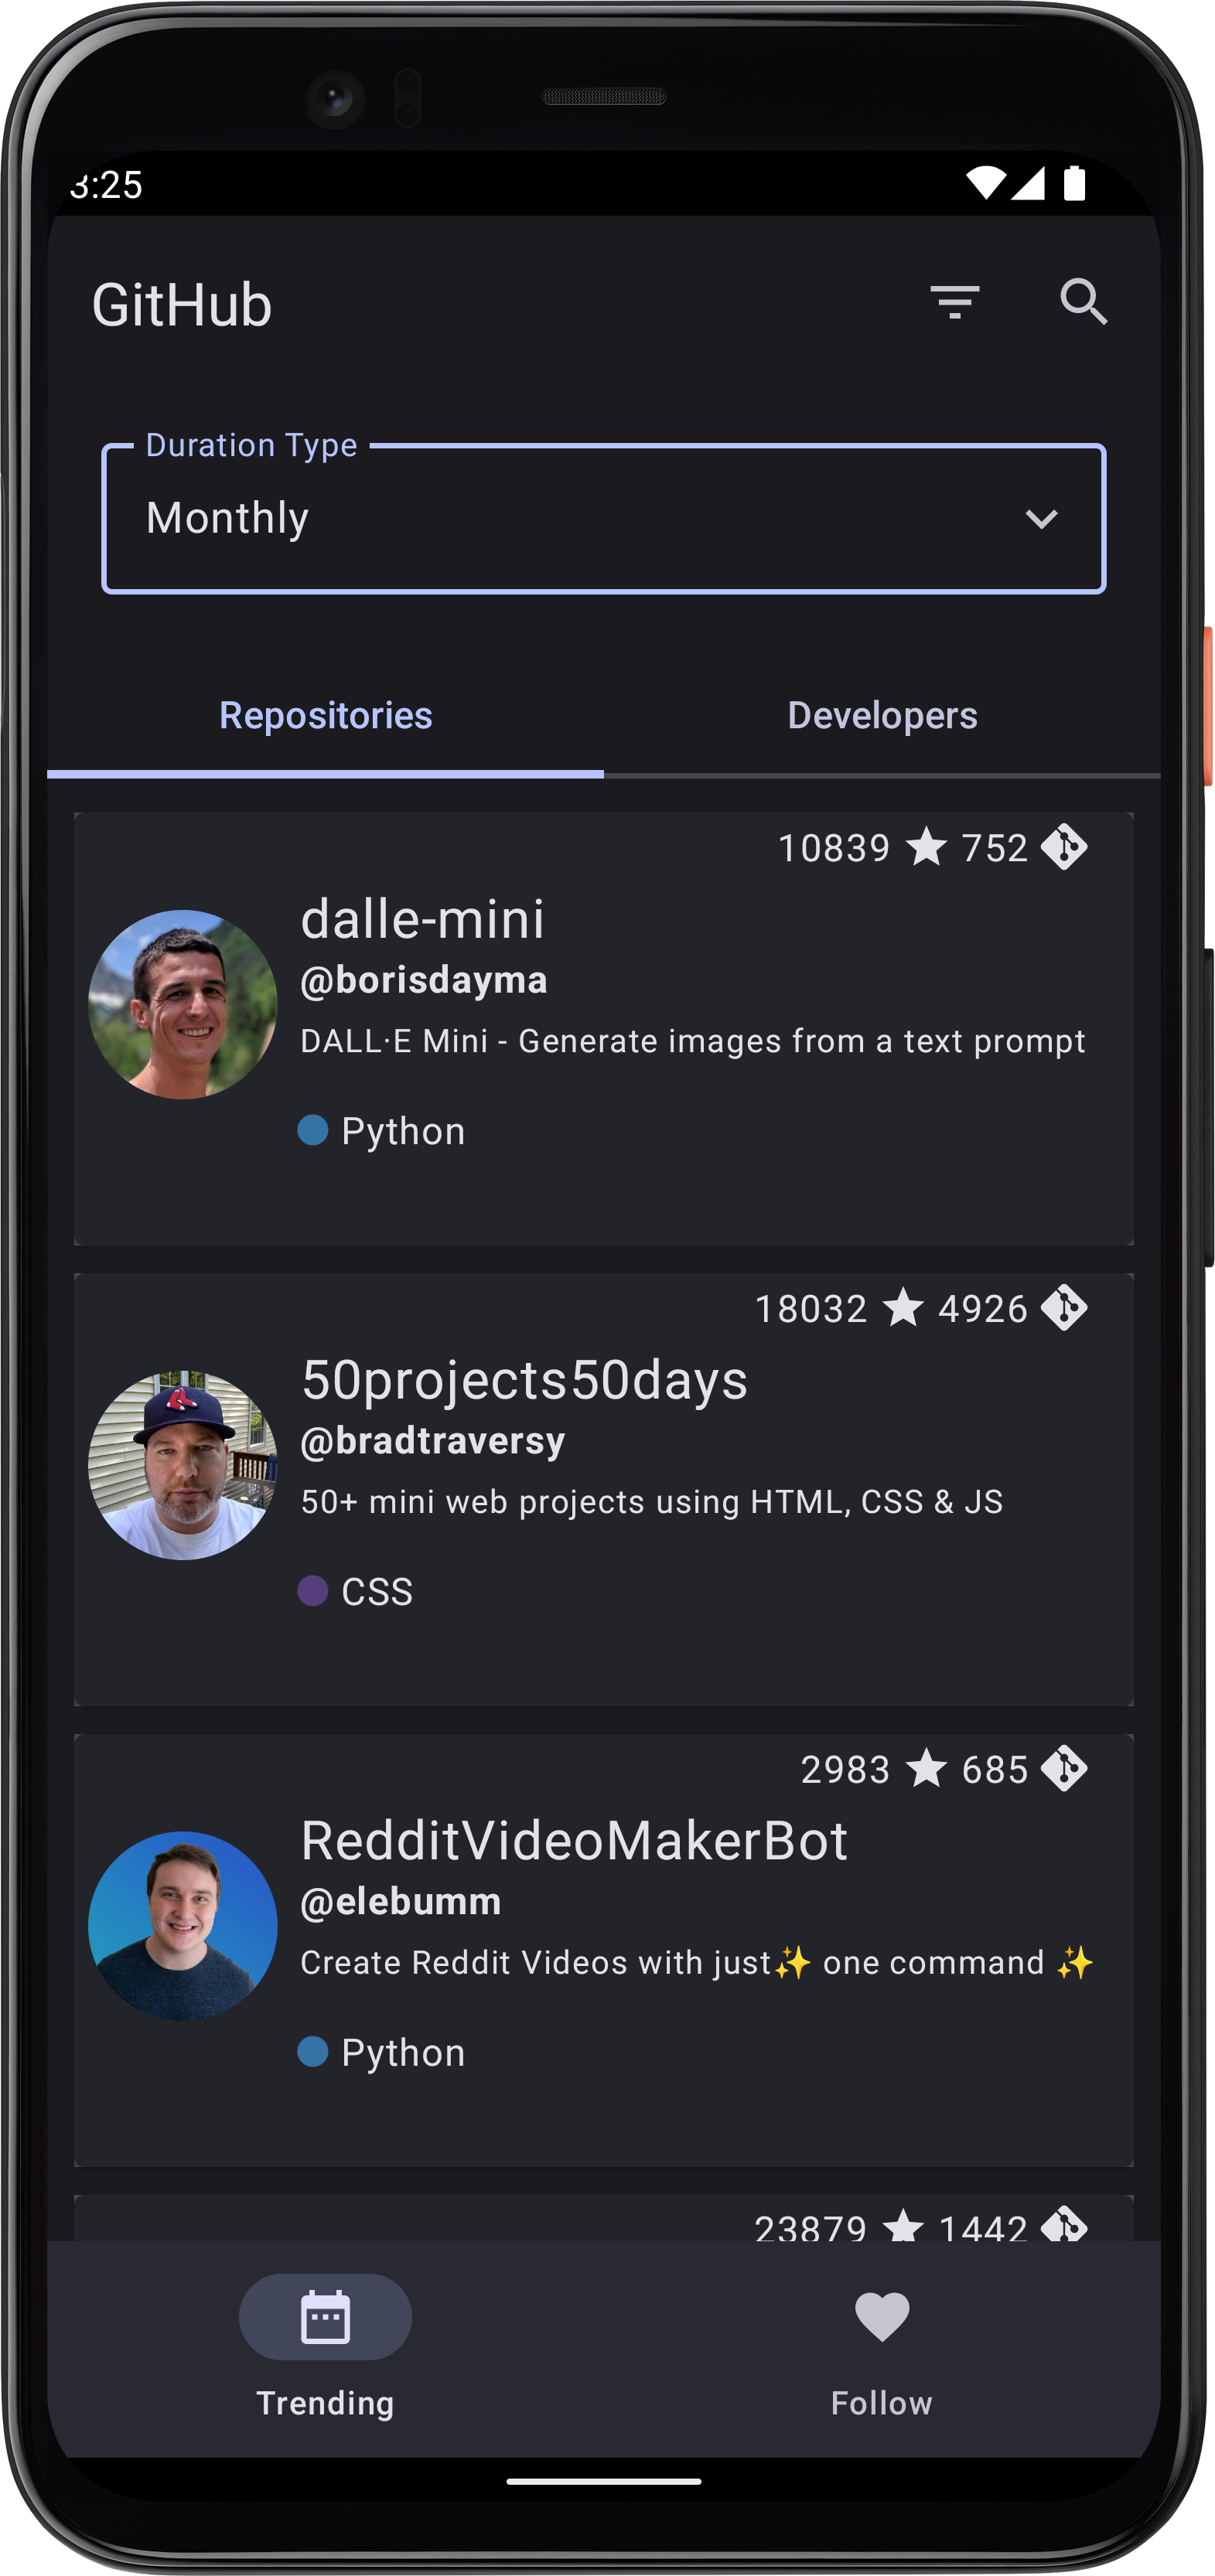 3:25
GitHub
Duration Type
Monthly
Repositories Developers
10839 752
dalle-mini
@borisdayma
DALL·E Mini - Generate images from a text prompt
Python
18032 4926
50projects50days
@bradtraversy
50+ mini web projects using HTML, CSS & JS
CSS
2983 685
RedditVideoMakerBot
@elebumm
Create Reddit Videos with just✨ one command ✨
Python
23879 1442
Trending Follow